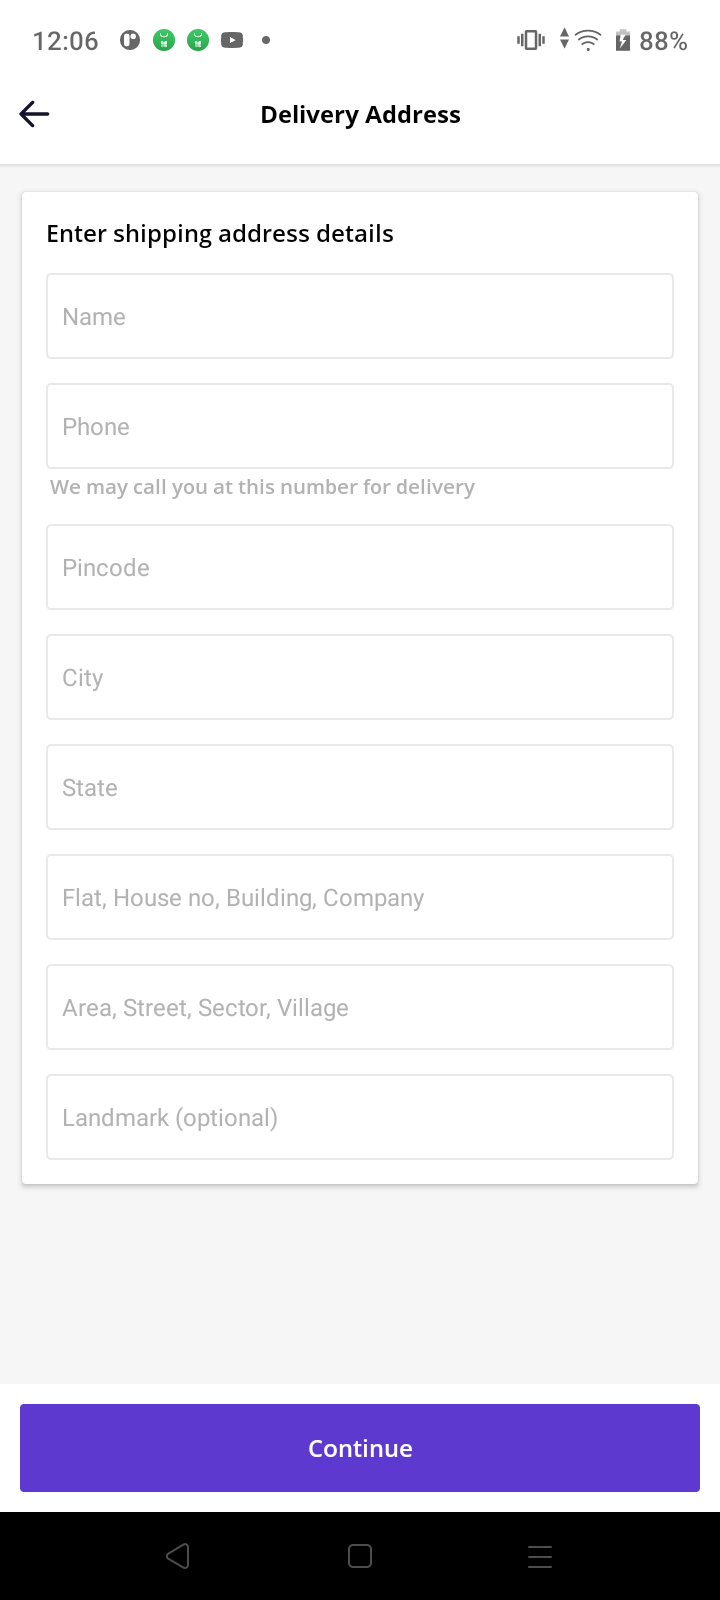 12:06
88%
Delivery Address
Enter shipping address details
Name
Phone
We may call you at this number for delivery
Pincode
City
State
Flat, House no, Building, Company
Area, Street, Sector, Village
Landmark (optional)
Continue